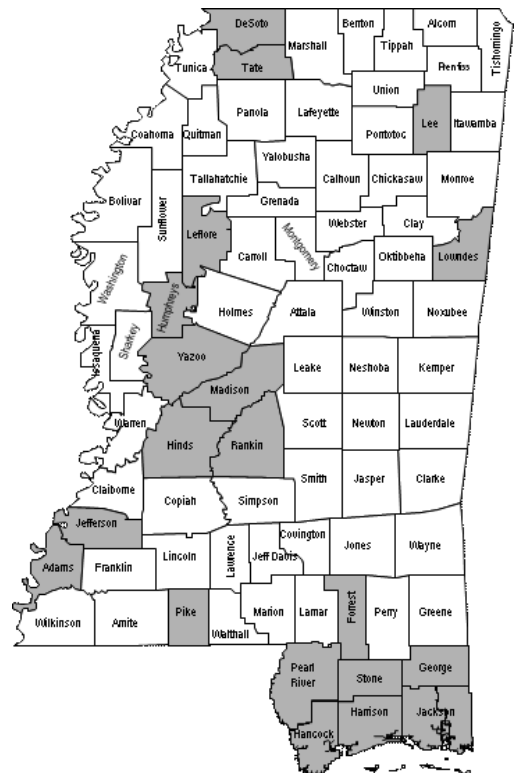 DeSoto
Benton
Alcorn
Tishomingo
Marshall
Tippah
Tunica
Tate
Prentiss
Union
Panola
Lafeyette
Lee
Itawamba
Coahoma
Quitman
Pontotoc
Yalobusha
Tallahatchie
Calhoun
Chickasaw
Monroe
Bolivar
Sunflower
Grenada
Leflore
Webster
Clay
Montgomery
Carroll
Oktibbeha
Lowndes
Choctaw
Washington
Humphreys
Holmes
Attala
Winston
Noxubee
Sharkey
Issaquena
Yazoo
Leake
Neshoba
Kemper
Madison
Warren
Scott
Newton
Lauderdale
Hinds
Rankin
Smith
Jasper
Clarke
Claiborne
Copiah
Simpson
Jefferson
Covington
Lawrence
Jeff Davis
Jones
Wayne
Lincoln
Adams
Franklin
Pike
Marion
Lamar
Forrest
Perry
Greene
Wilkinson
Amite
Walthall
Pearl
River
Stone
George
Harrison
Jackson
Hancock